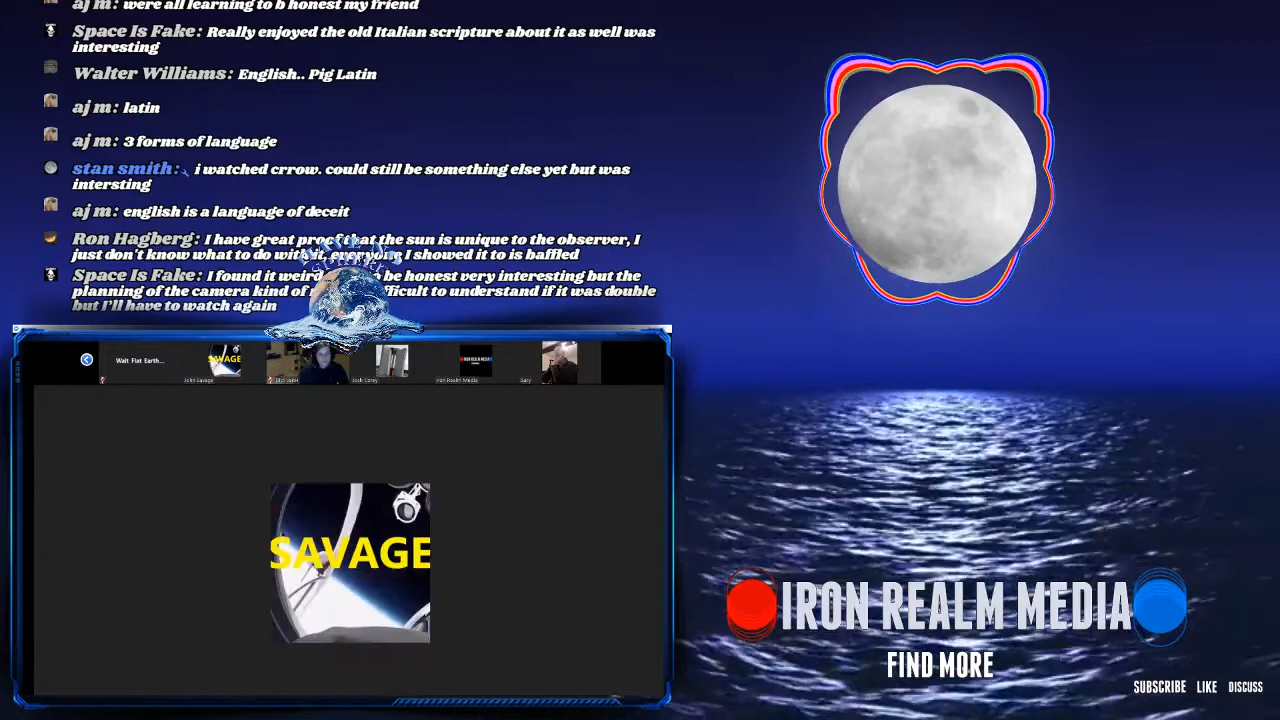 aj m: were all learning to b honest my friend
Space Is Fake: Really enjoyed the old Italian scripture about it as well was
interesting
Walter Williams: English.. Pig Latin
aj m: latin
aj m: 3 forms of language
stan smith: i watched crrow. could still be something else yet but was
intersting
aj m: english is a language of deceit
Ron Hagberg: I have great proof that the sun is unique to the observer, I
just don't know what to do with it, everyone I showed it to is baffled
Space Is Fake: I found it weird be honest very interesting but the
planning of the camera kind of difficult to understand if it was double
but I'll have to watch again
Walt Flat Earth...
SAVAGE
John Savage
Josh Corey
IRON REALM MEDIA
Iron Realm Media
Gary
SAVAGE
IRON REALM MEDIA
FIND MORE
SUBSCRIBE LIKE DISCUSS